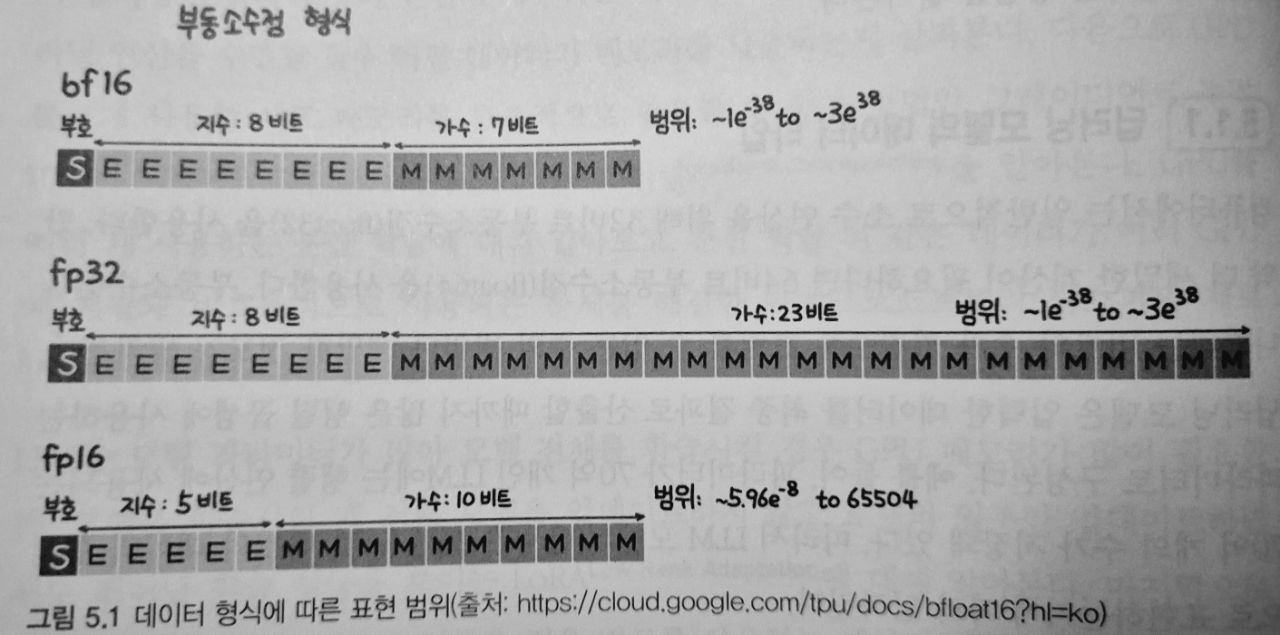 부동소수점 형식
bf16
부호 지수: 8비트 가수: 7비트 범위: ~1e^-38 to ~3e^38
S E E E E E E E E M M M M M M M
fp32
부호 지수: 8비트 가수: 23비트 범위: ~1e^-38 to ~3e^38
S E E E E E E E E M M M M M M M M M M M M M M M M M M M M M M M
fp16
부호 지수: 5비트 가수: 10비트 범위: ~5.96e^-8 to 65504
S E E E E E M M M M M M M M M M
그림 5.1 데이터 형식에 따른 표현 범위(출처: https://cloud.google.com/tpu/docs/bfloat16?hl=ko)